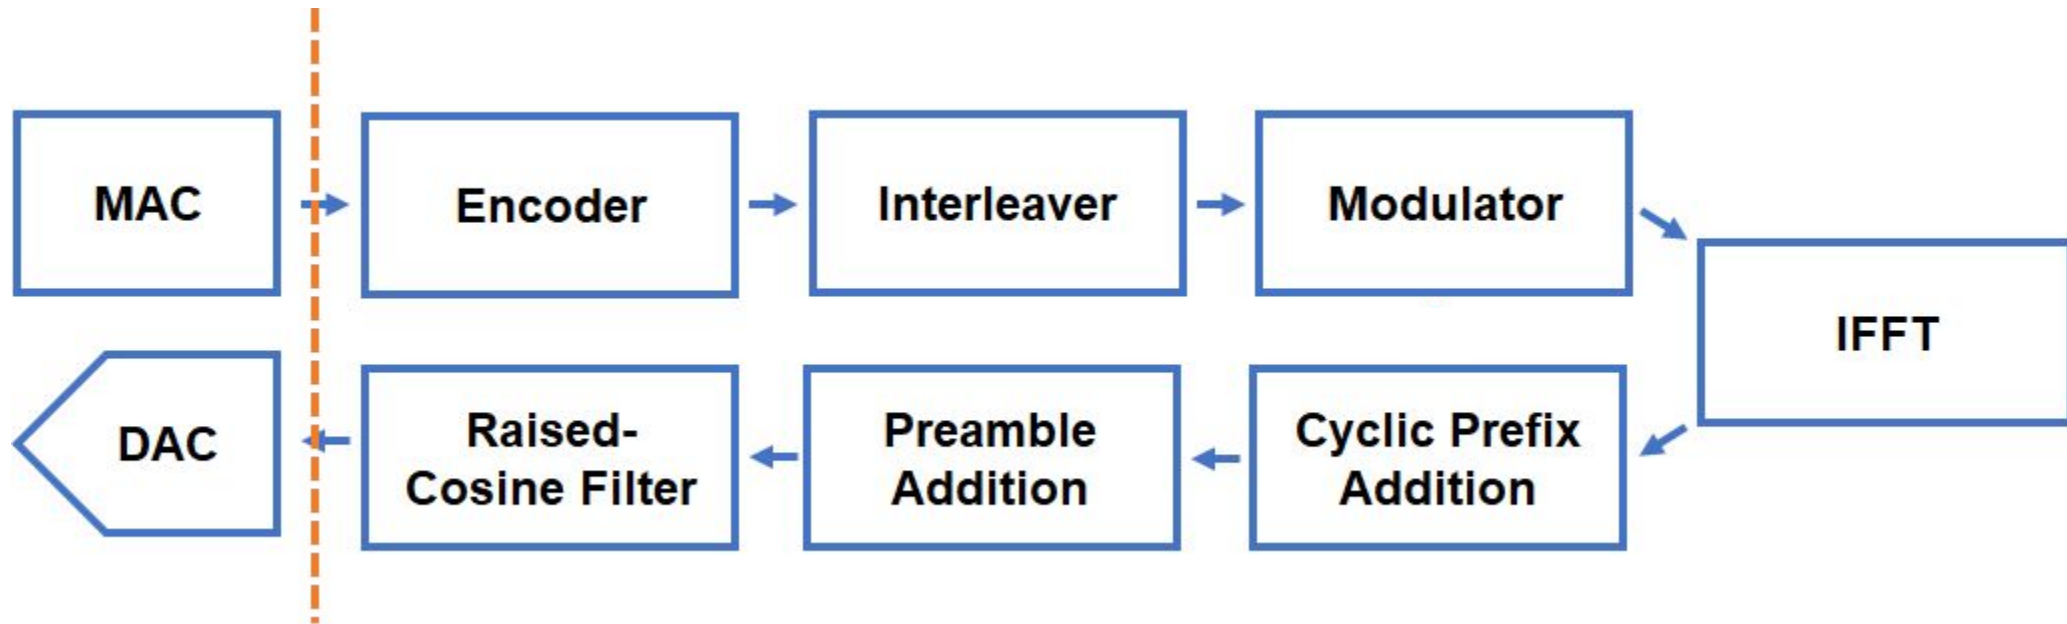 MAC
Encoder
Interleaver
Modulator
IFFT
Cyclic Prefix
Addition
Preamble
Addition
Raised-
Cosine Filter
DAC